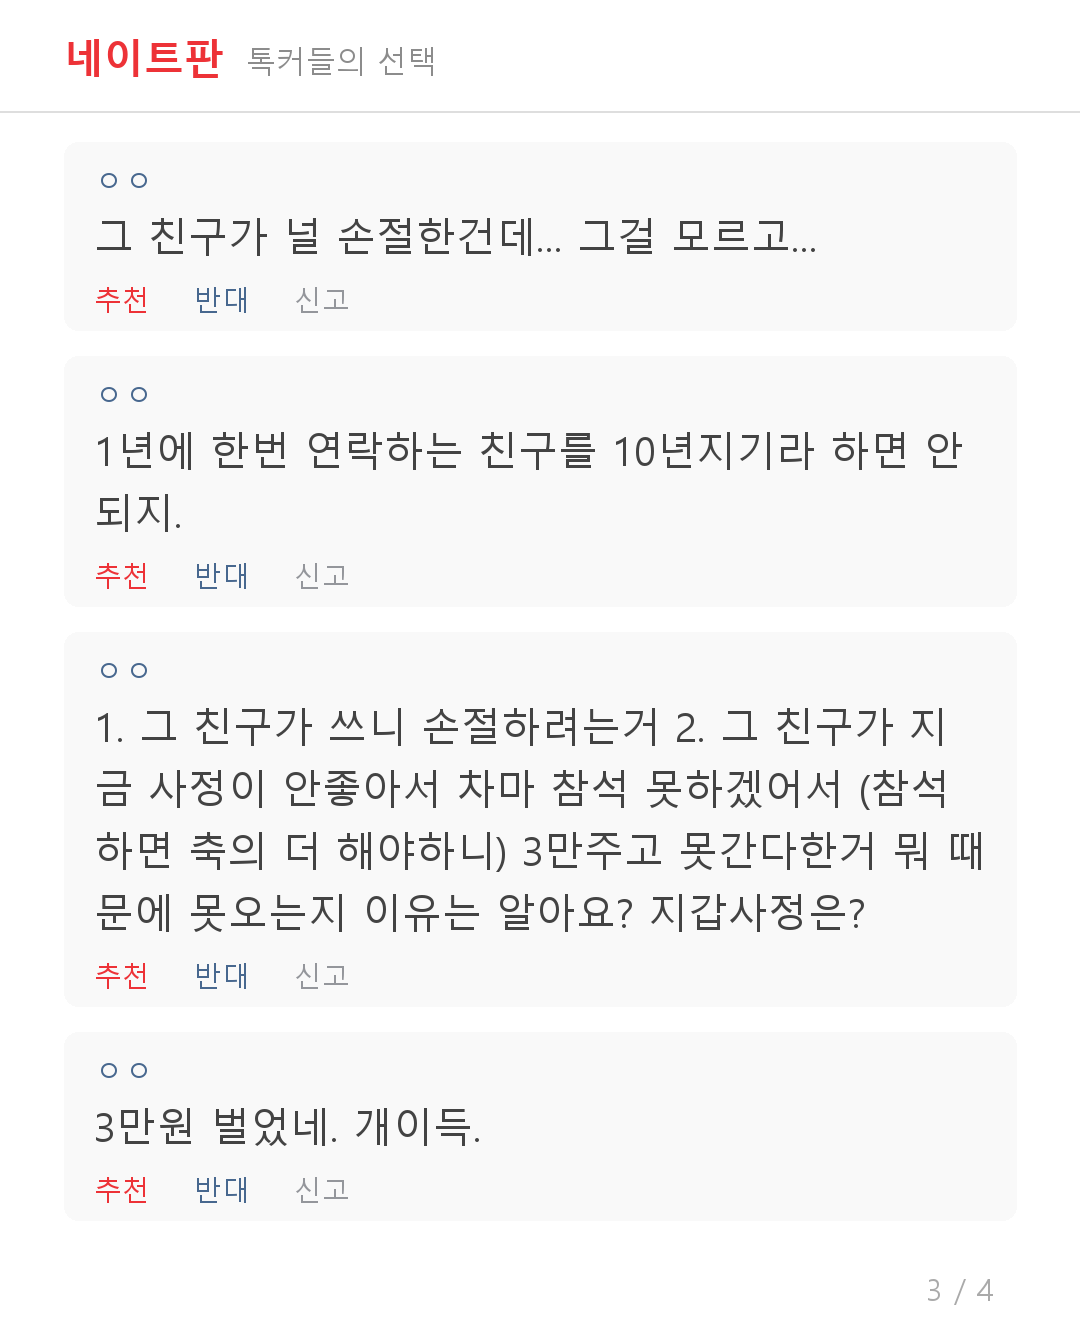 네이트판 톡커들의 선택
ㅇㅇ
그 친구가 널 손절한건데... 그걸 모르고...
추천 반대 신고
ㅇㅇ
1년에 한번 연락하는 친구를 10년지기라 하면 안
되지.
추천 반대 신고
ㅇㅇ
1. 그 친구가 쓰니 손절하려는거 2. 그 친구가 지
금 사정이 안좋아서 차마 참석 못하겠어서 (참석
하면 축의 더 해야하니) 3만주고 못간다한거 뭐 때
문에 못오는지 이유는 알아요? 지갑사정은?
추천 반대 신고
ㅇㅇ
3만원 벌었네. 개이득.
추천 반대 신고
3 / 4